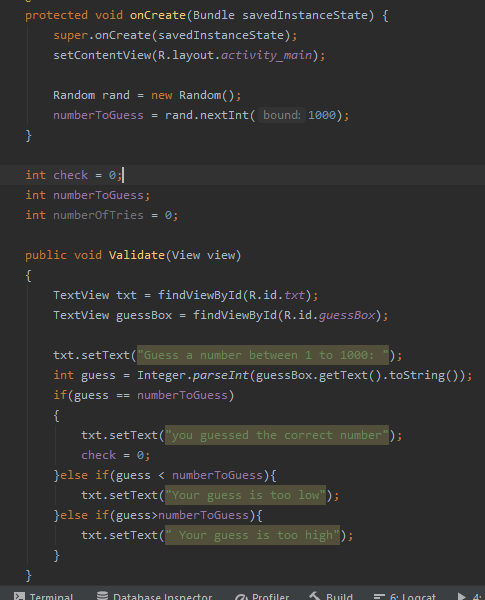 protected void onCreate(Bundle savedInstanceState) {
super.onCreate(savedInstanceState);
setContentView(R.layout.activity_main);
Random rand = new Random();
numberToGuess = rand.nextInt( bound: 1000);
}
int check = 0;
int numberToGuess;
int numberOfTries = 0;
public void Validate(View view)
{
TextView txt = findViewById(R.id.txt);
TextView guessBox = findViewById(R.id.guessBox);
txt.setText("Guess a number between 1 to 1000: ");
int guess = Integer.parseInt(guessBox.getText().toString());
if(guess == numberToGuess)
{
txt.setText("you guessed the correct number");
check = 0;
}else if(guess < numberToGuess){
txt.setText("Your guess is too low");
}else if(guess>numberToGuess){
txt.setText(" Your guess is too high");
}
}
Terminal Database Inspector Profiler Build 6: Logcat 4: